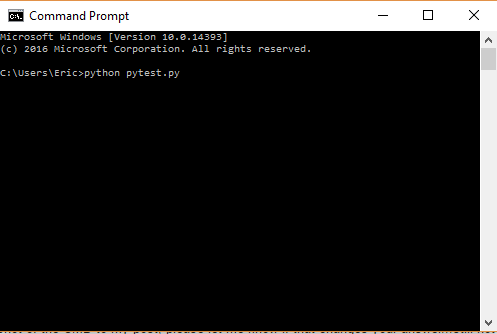 Command Prompt
Microsoft Windows [Version 10.0.14393]
(c) 2016 Microsoft Corporation. All rights reserved.
C:\Users\Eric>python pytest.py